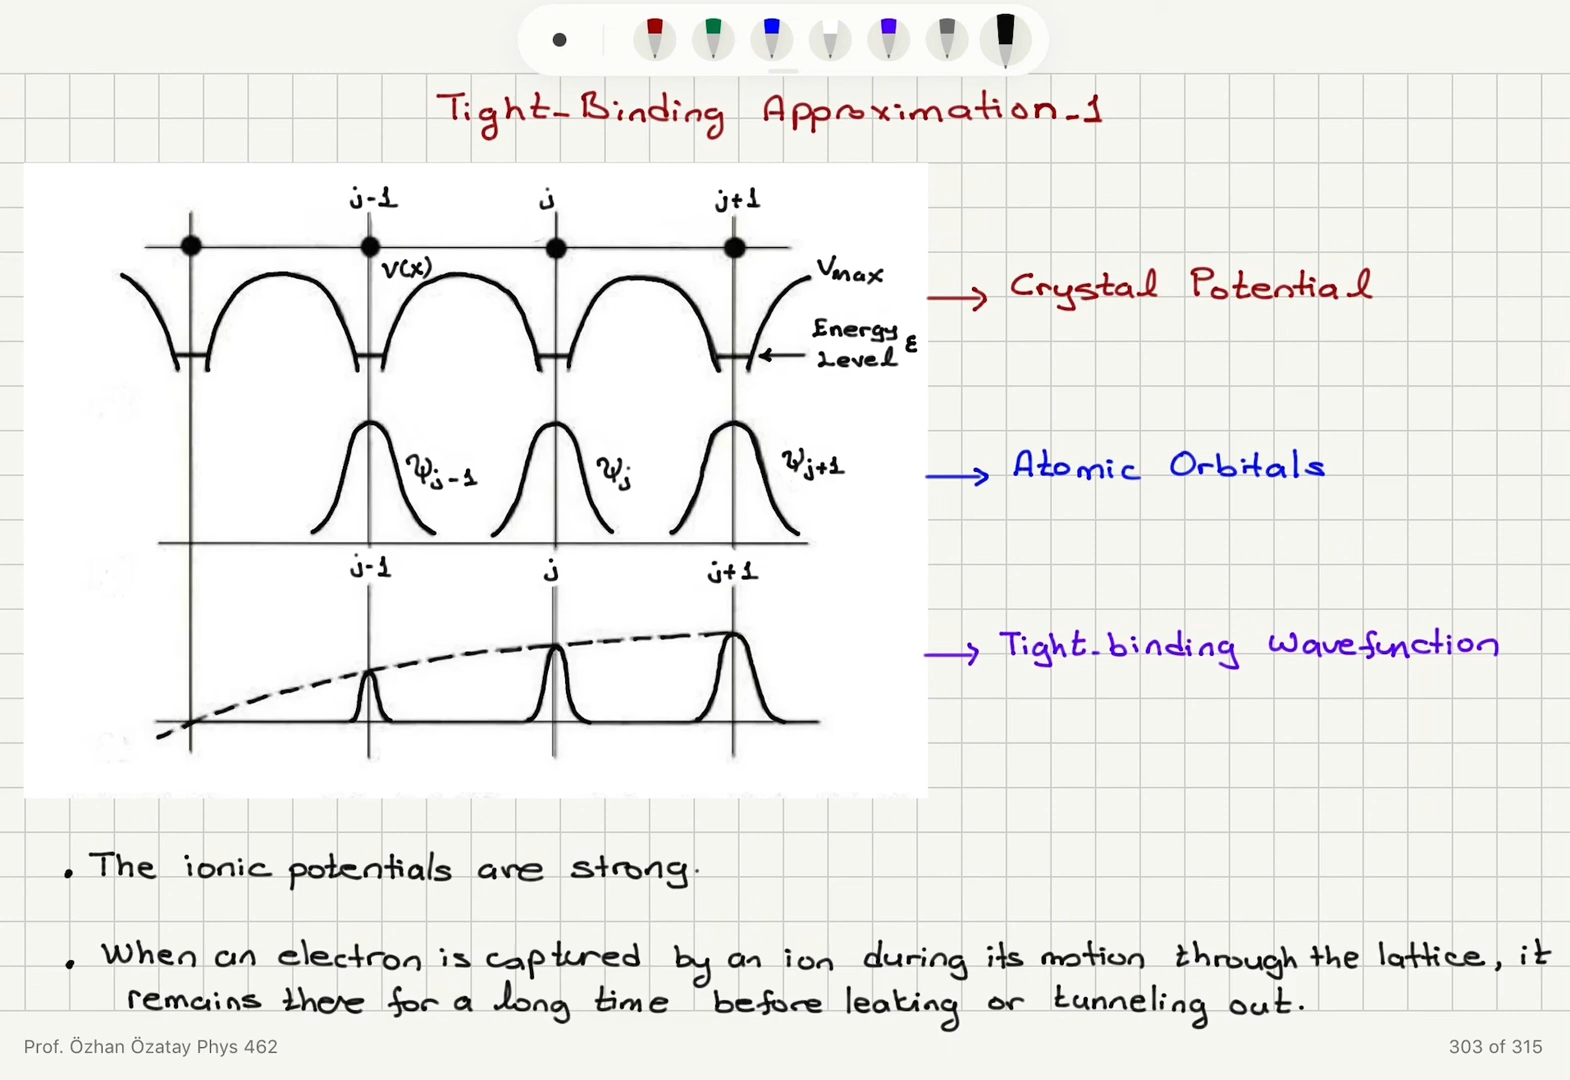 Tight-Binding Approximation-1
j-1 j j+1
V(x) Vmax
Crystal Potential
Energy ε
Level
Ψj-1 Ψj Ψj+1
Atomic Orbitals
j-1 j j+1
Tight-binding Wavefunction
• The ionic potentials are strong.
• When an electron is captured by an ion during its motion through the lattice, it
remains there for a long time before leaking or tunneling out.
Prof. Özhan Özatay Phys 462
303 of 315